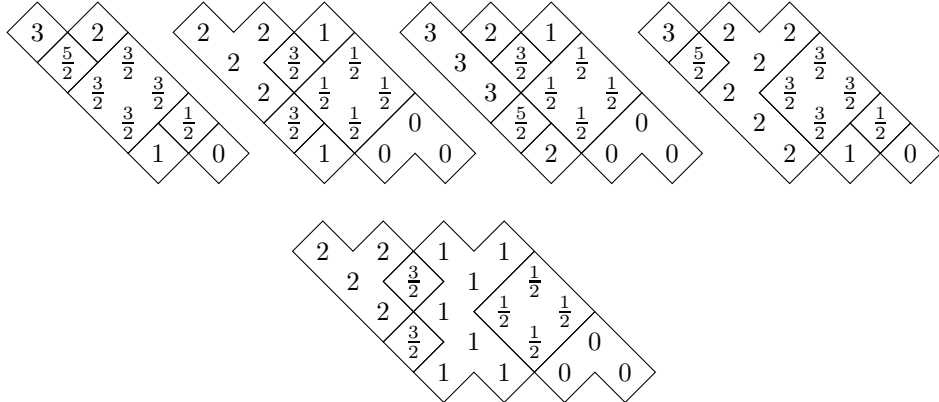 3 2 2 2 1 3 2 1 3 2 2
5/2 3/2 2 3/2 1/2 3 3/2 1/2 5/2 2 3/2
3/2 3/2 2 1/2 1/2 3 1/2 1/2 2 3/2 3/2
3/2 1/2 3/2 1/2 0 5/2 1/2 0 2 3/2 1/2
1 0 1 0 0 2 0 0 2 1 0
2 2 1 1
2 3/2 1 1/2
2 1 1/2 1/2
3/2 1 1/2 0
1 1 0 0